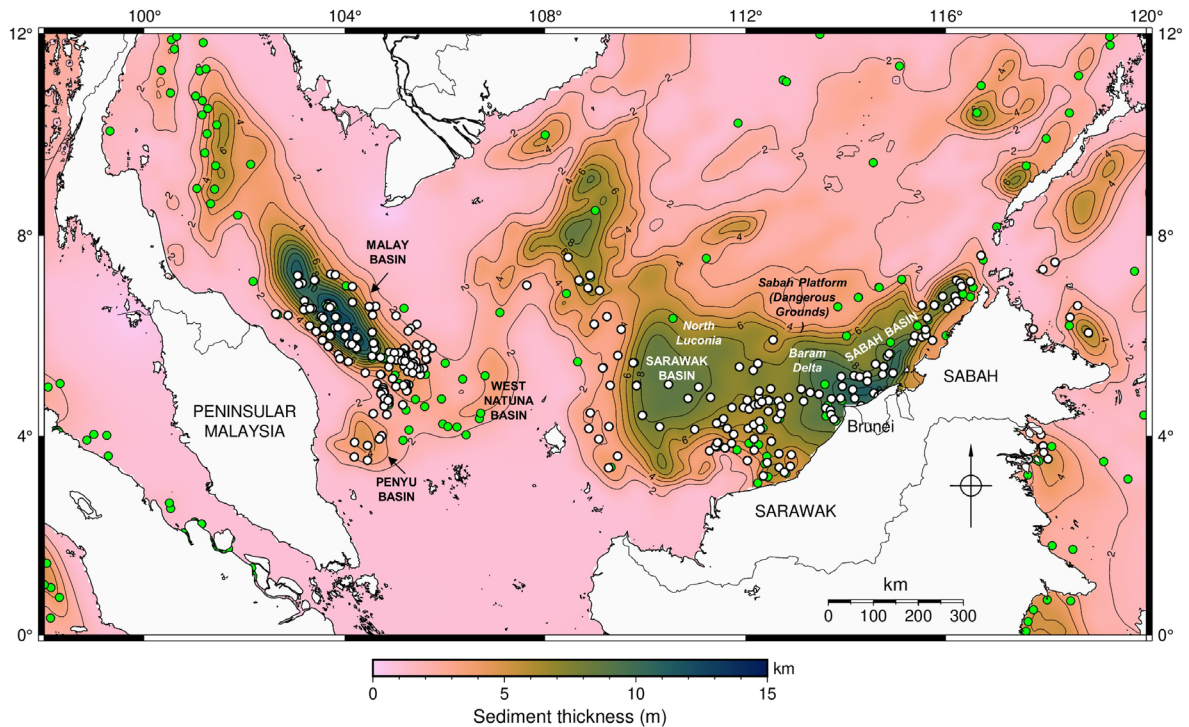 100° 104° 108° 112° 116° 120°
12° 12°
8° 8°
4° 4°
0° 0°
MALAY
BASIN
Sabah Platform
(Dangerous
Grounds)
)
North
Luconia
SABAH BASIN
Baram
Delta
SARAWAK
BASIN
SABAH
WEST
NATUNA
BASIN
PENINSULAR
MALAYSIA
Brunei
PENYU
BASIN
SARAWAK
km
0 100 200 300
km
0 5 10 15
Sediment thickness (m)